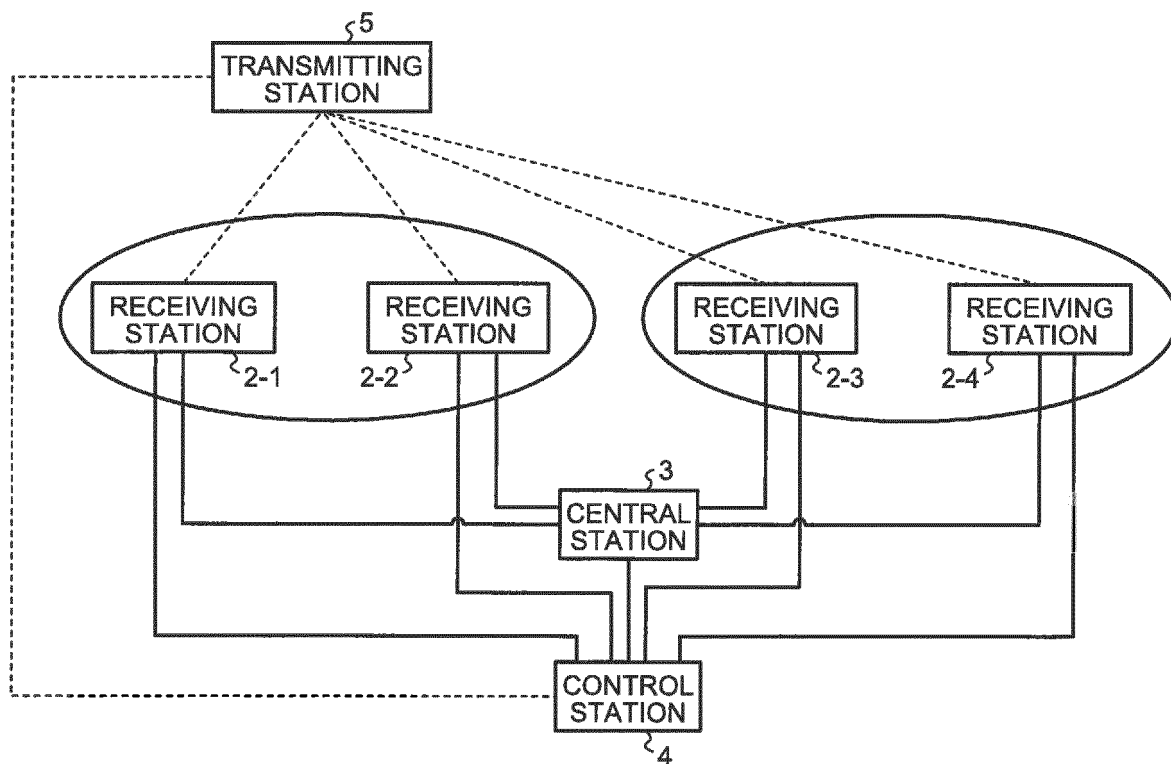 5
TRANSMITTING
STATION
RECEIVING
STATION
2-1
RECEIVING
STATION
2-2
RECEIVING
STATION
2-3
RECEIVING
STATION
2-4
3
CENTRAL
STATION
CONTROL
STATION
4